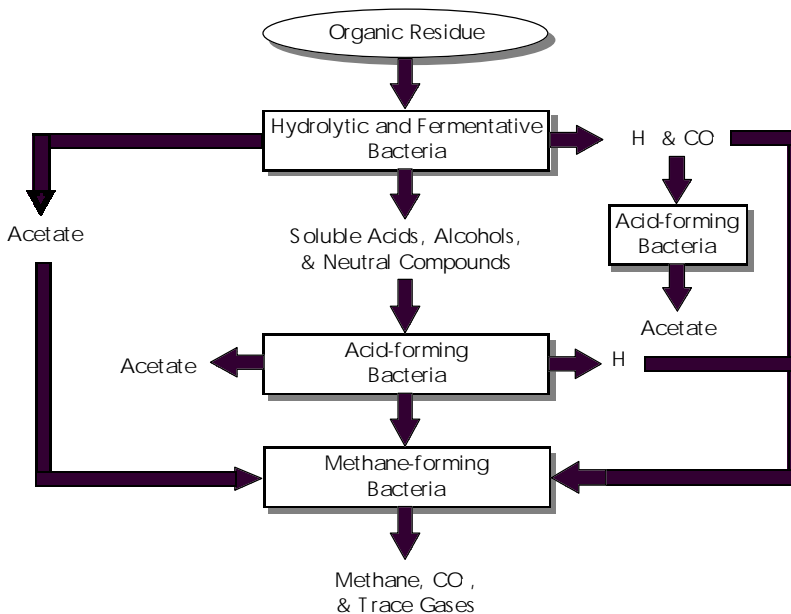 Organic Residue
Hydrolytic and Fermentative
Bacteria
H & CO
Acetate
Soluble Acids, Alcohols,
& Neutral Compounds
Acid-forming
Bacteria
Acetate
Acetate
Acid-forming
Bacteria
H
Methane-forming
Bacteria
Methane, CO ,
& Trace Gases